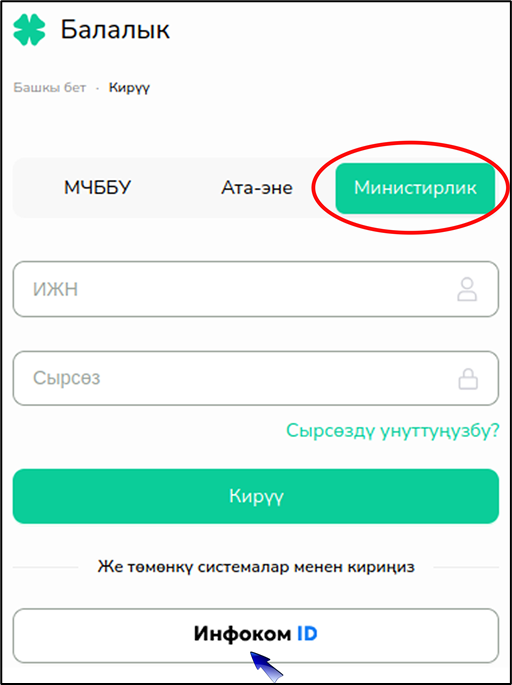 Балалык
Башкы бет · Кирүү
МЧББУ Ата-эне Министирлик
ИЖН
Сырсөз
Сырсөздү унуттуңузбу?
Кирүү
Же төмөнкү системалар менен кириңиз
Инфоком ID